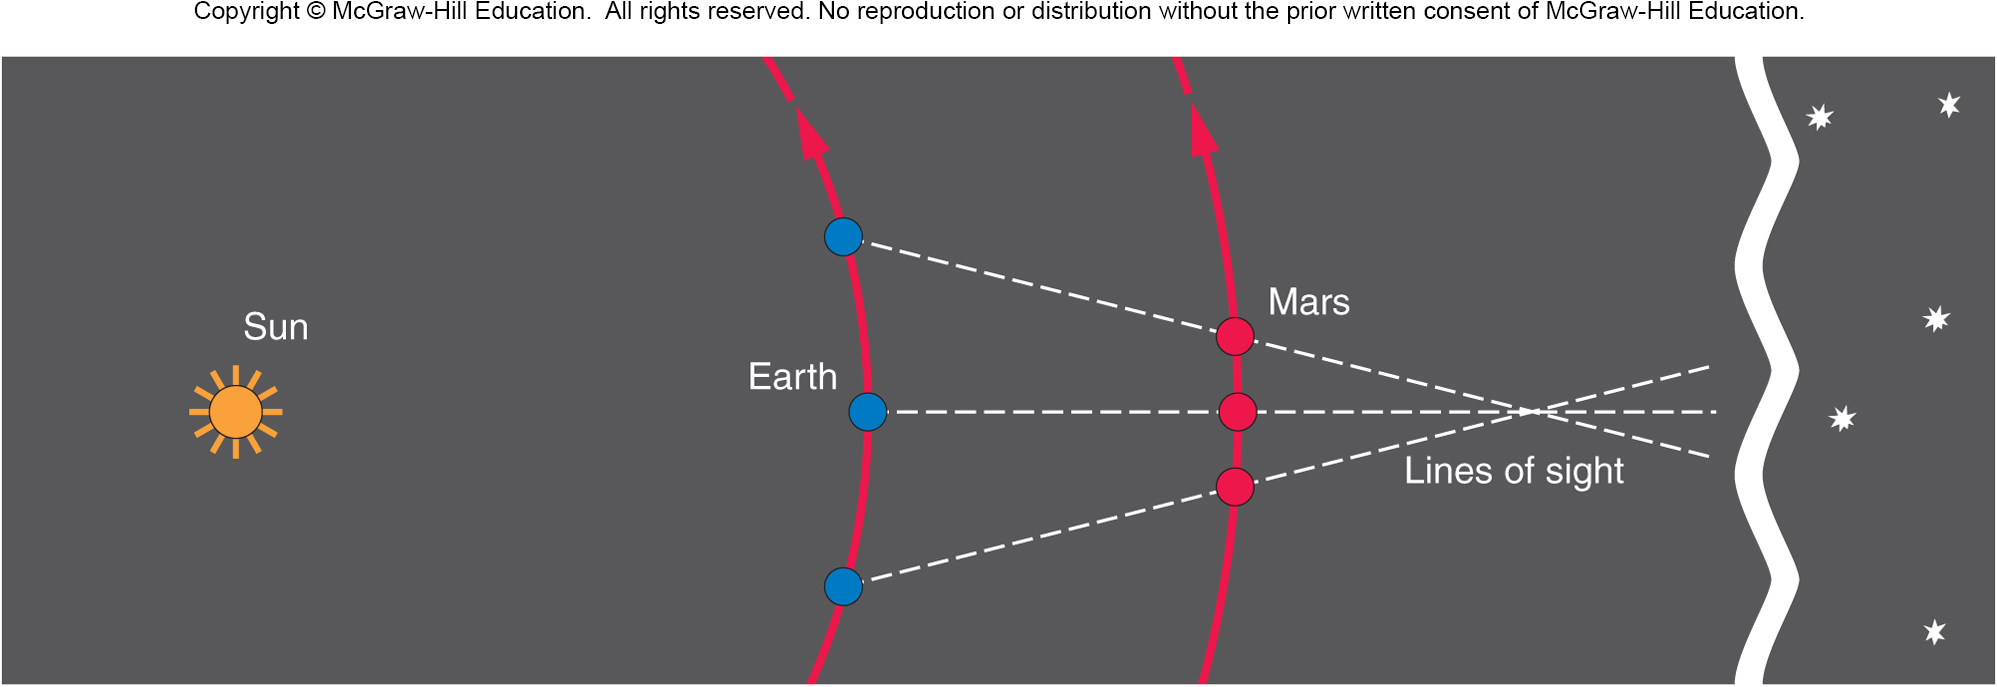 Copyright © McGraw-Hill Education.  All rights reserved. No reproduction or distribution without the prior written consent of McGraw-Hill Education.
Mars
Sun
Earth
Lines of sight